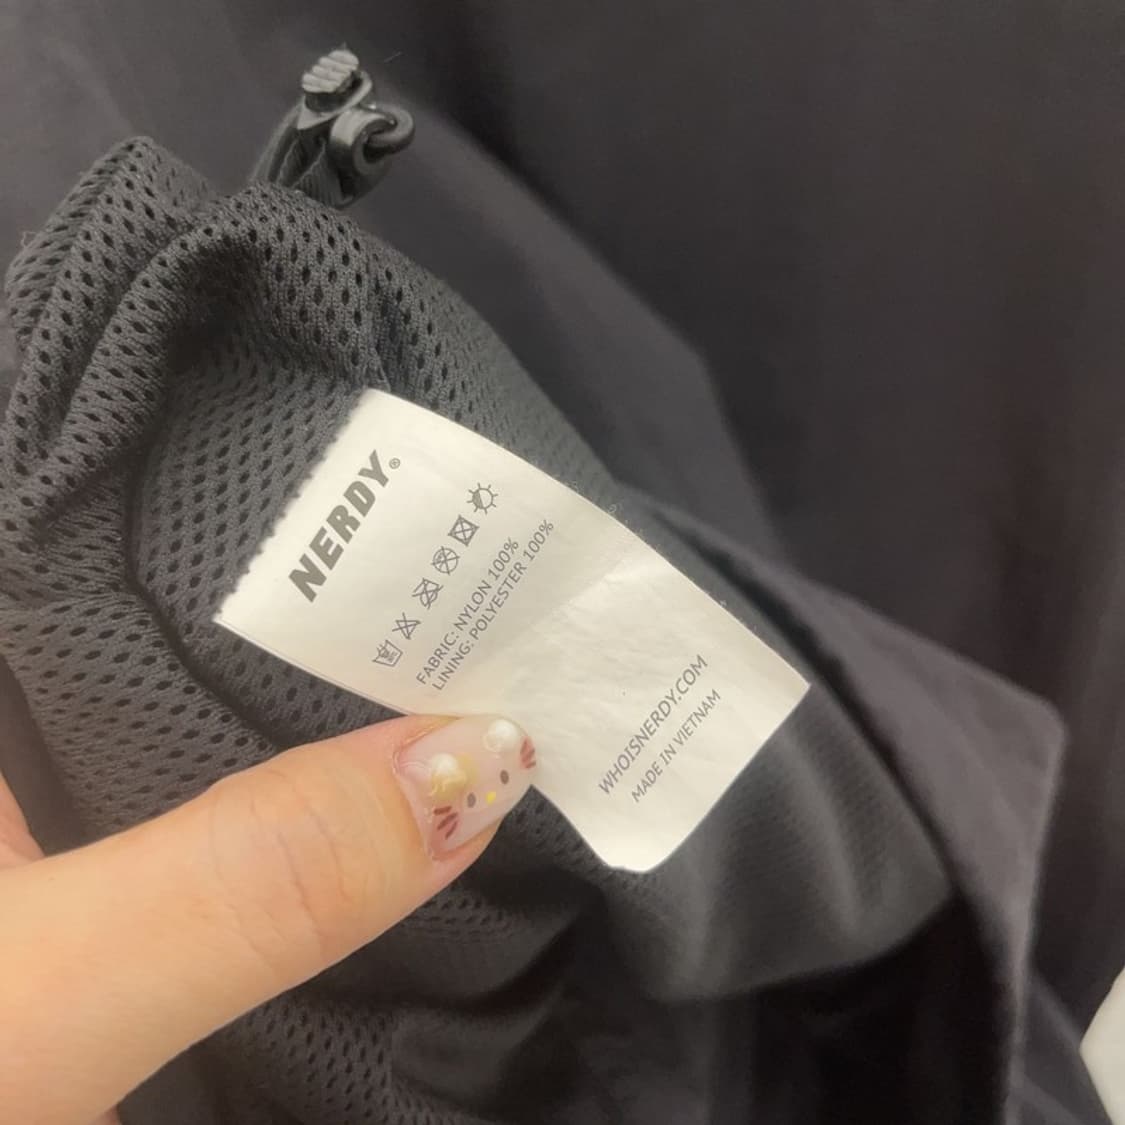 NERDY®
FABRIC: NYLON 100%
LINING: POLYESTER 100%
WHOISNERDY.COM
MADE IN VIETNAM